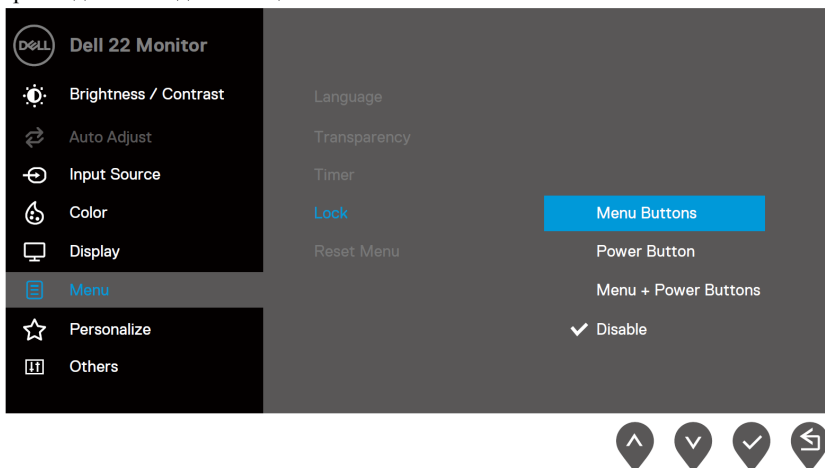 DELL Dell 22 Monitor
Brightness / Contrast
Language
Auto Adjust
Transparency
Input Source
Timer
Color
Lock
Menu Buttons
Display
Reset Menu
Power Button
Menu
Menu + Power Buttons
Personalize
Disable
Others